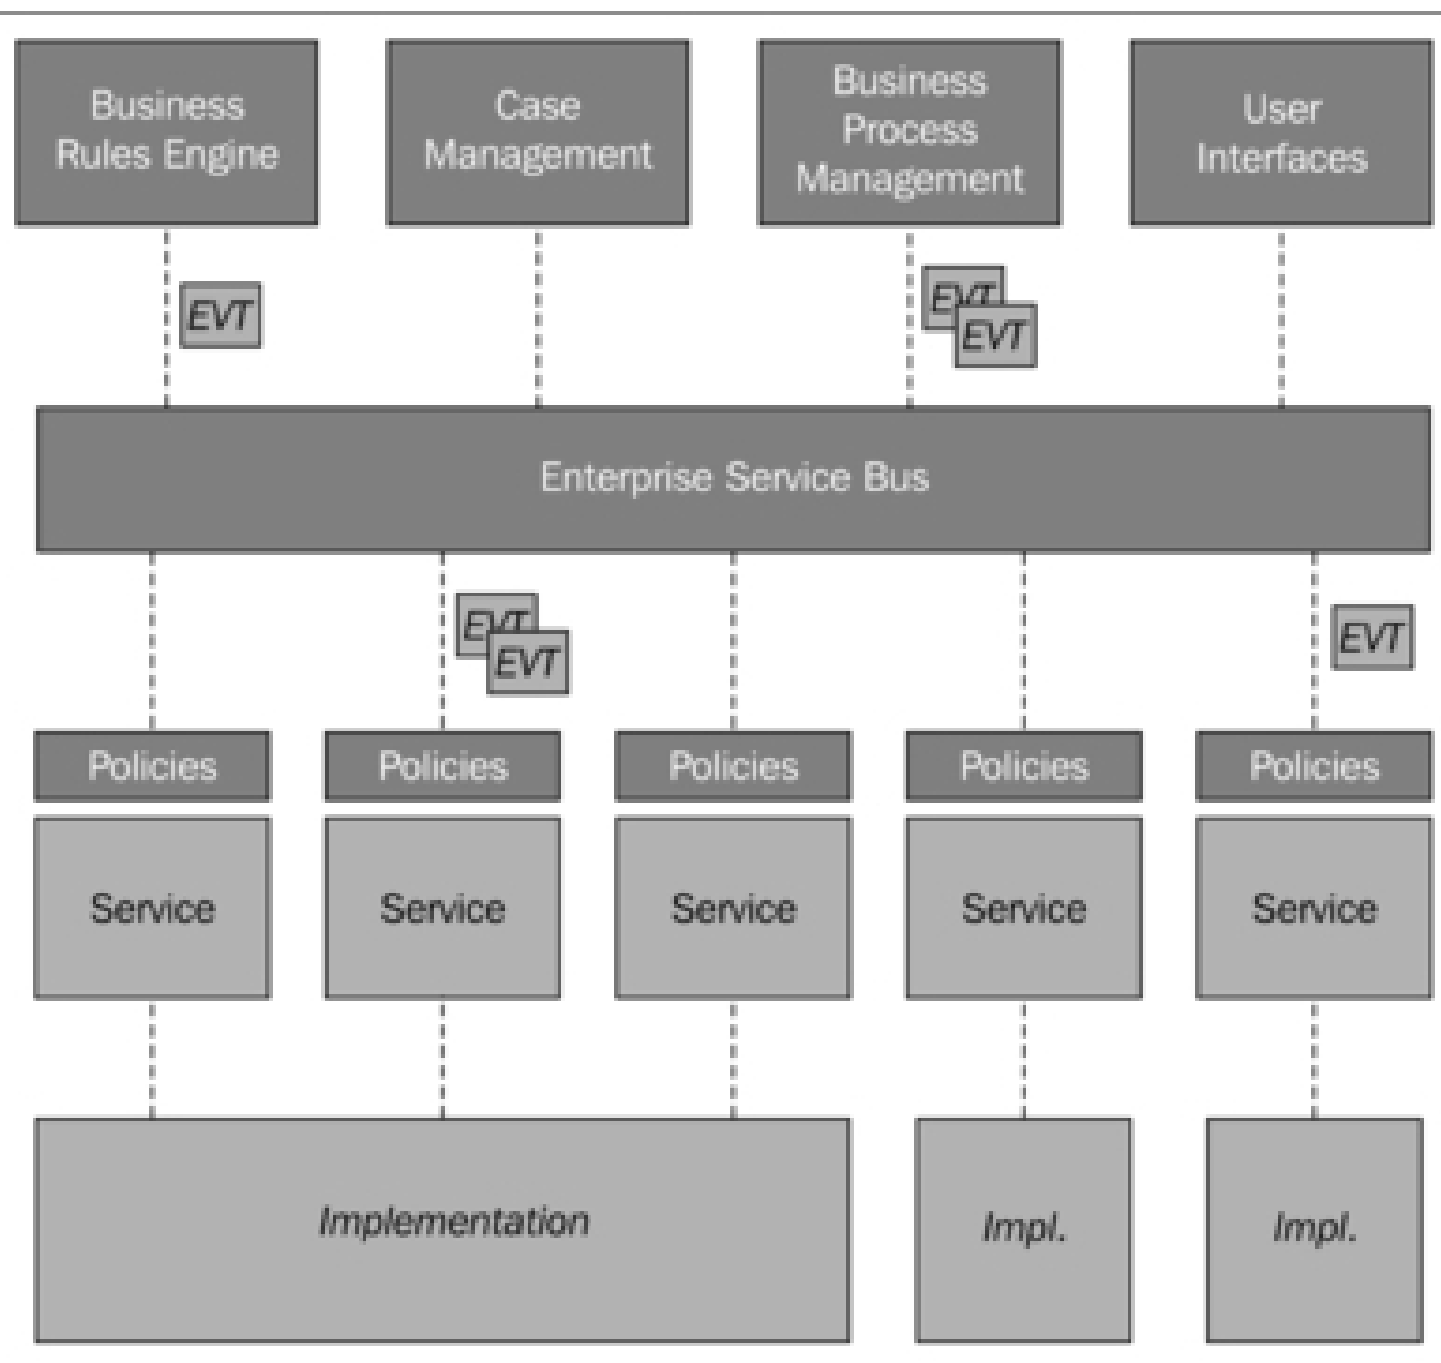 Business
Rules Engine
Case
Management
Business
Process
Management
User
Interfaces
EVT
EVT
EVT
Enterprise Service Bus
EVT
EVT
EVT
Policies
Policies
Policies
Policies
Policies
Service
Service
Service
Service
Service
Implementation
Impl.
Impl.